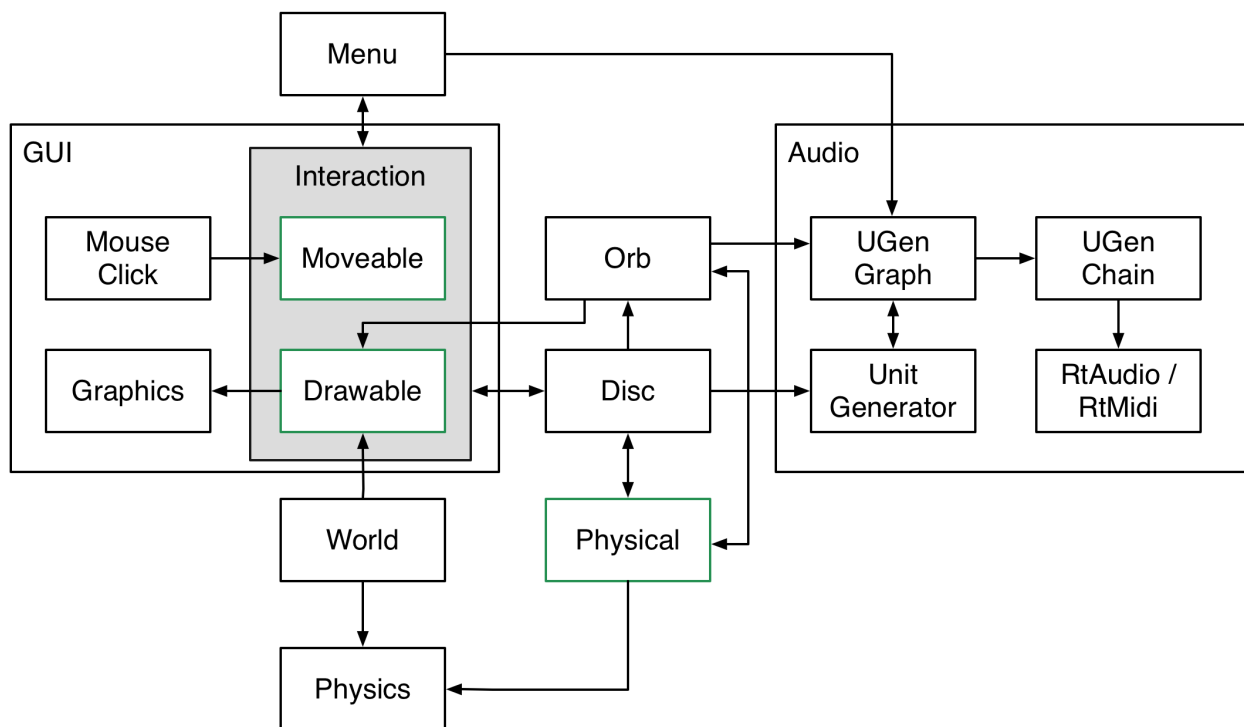 Menu
GUI
Audio
Interaction
Mouse
Click
Moveable
Orb
UGen
Graph
UGen
Chain
Graphics
Drawable
Disc
Unit
Generator
RtAudio /
RtMidi
World
Physical
Physics